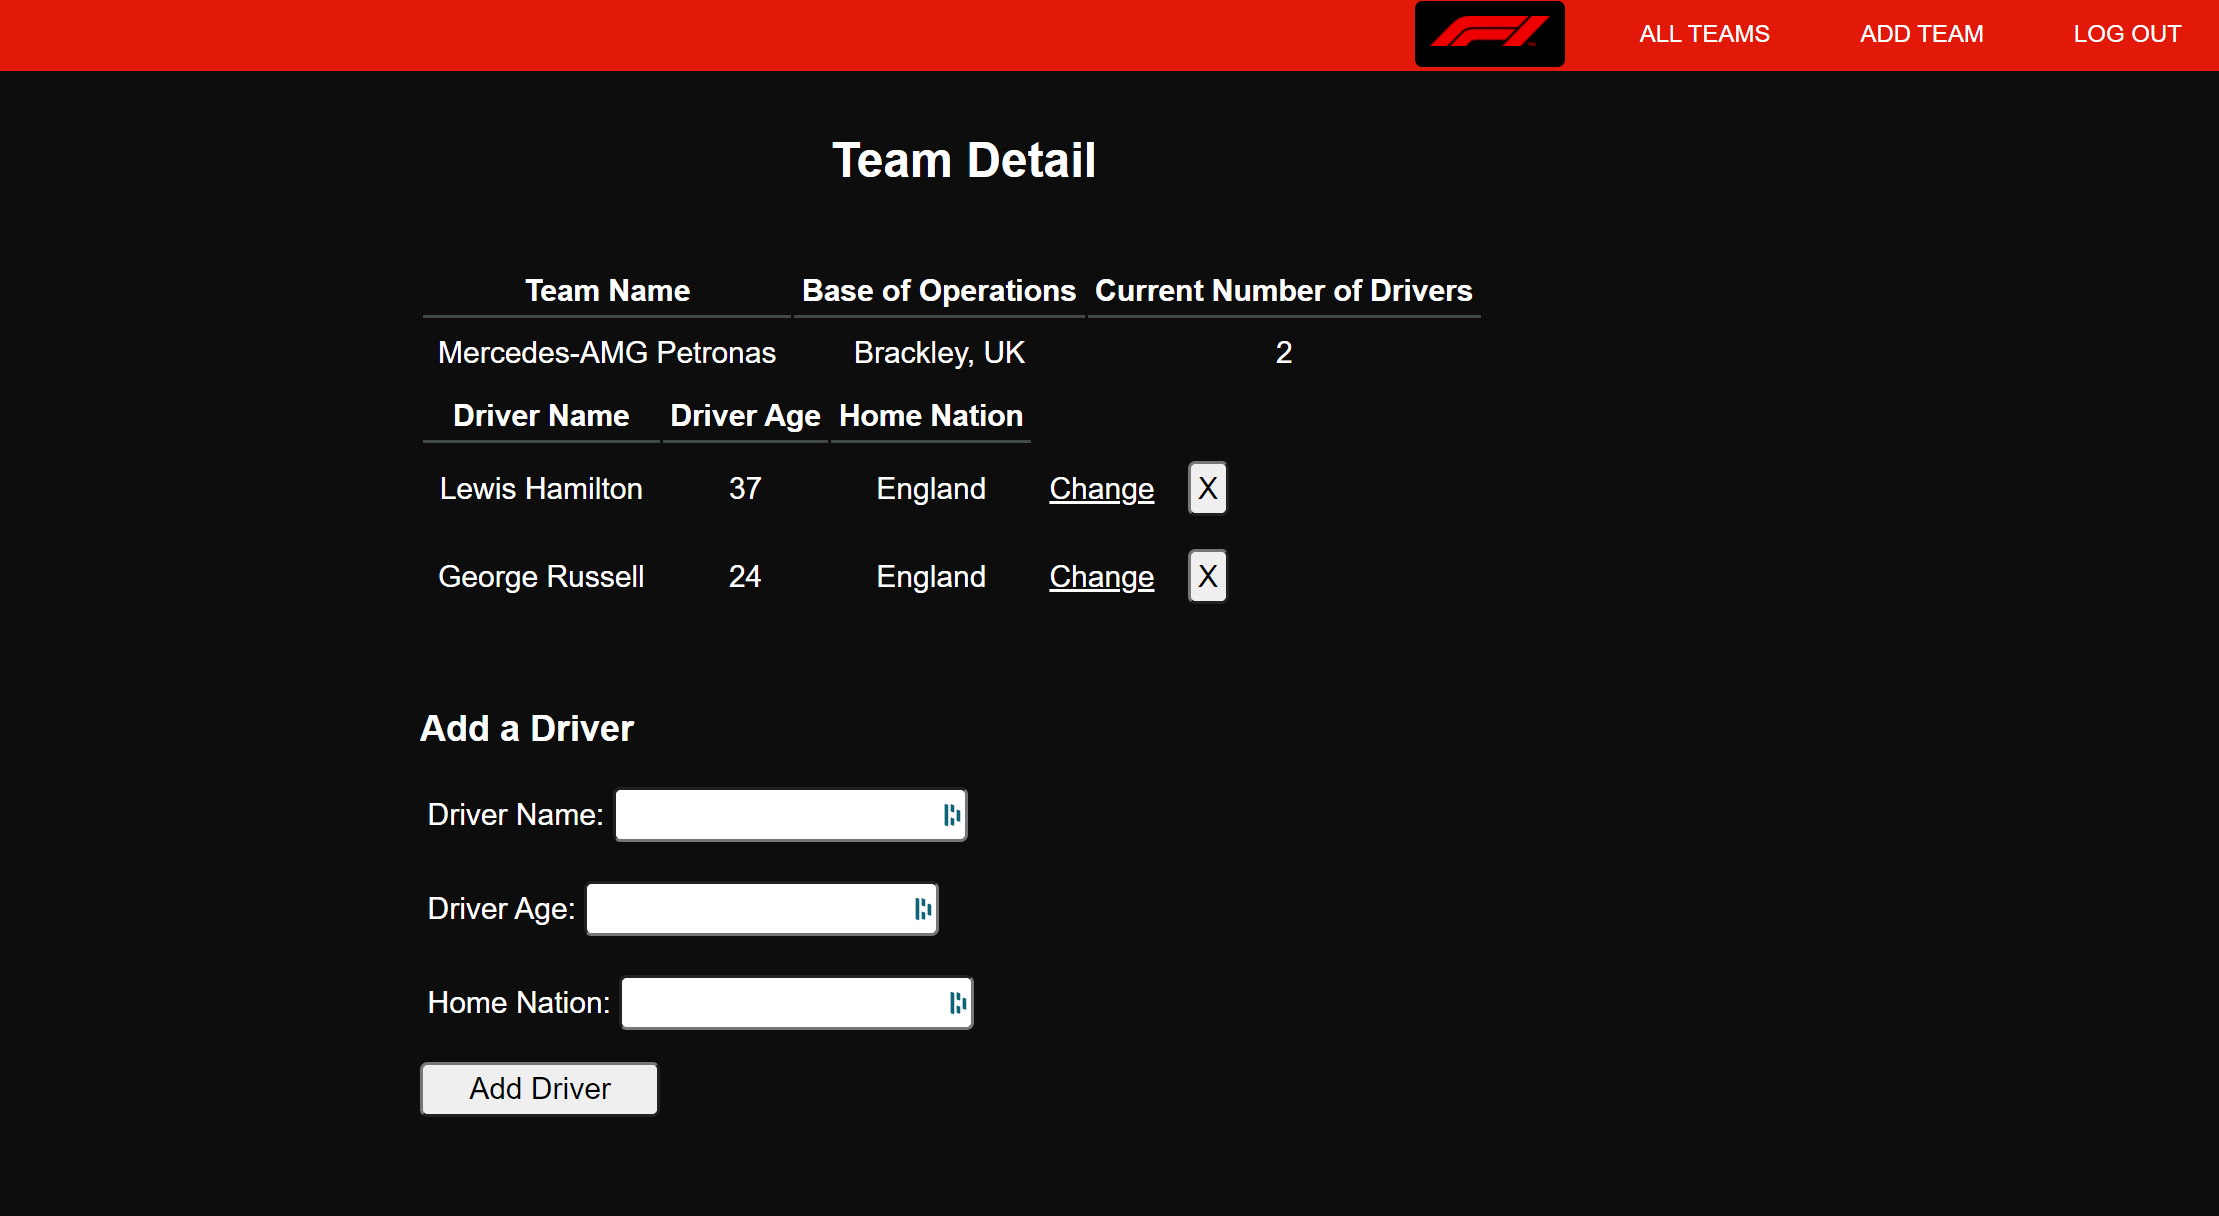 F1 ALL TEAMS ADD TEAM LOG OUT
Team Detail
Team Name Base of Operations Current Number of Drivers
Mercedes-AMG Petronas Brackley, UK 2
Driver Name Driver Age Home Nation
Lewis Hamilton 37 England Change X
George Russell 24 England Change X
Add a Driver
Driver Name:
Driver Age:
Home Nation:
Add Driver